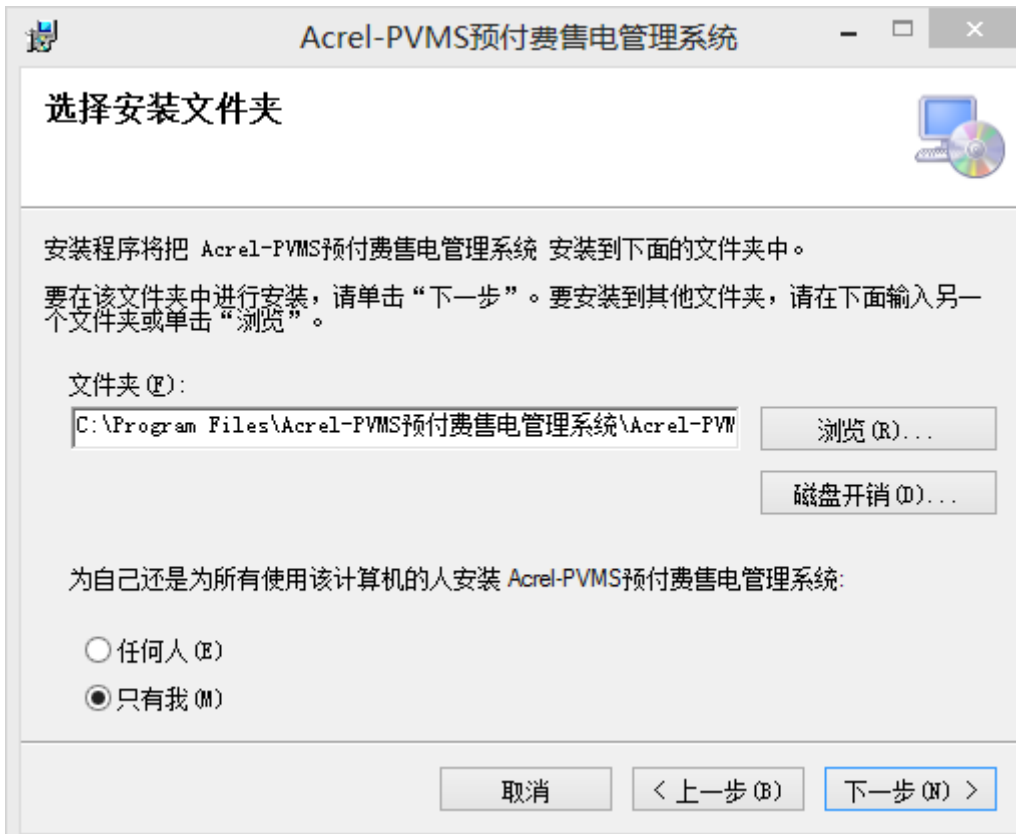 Acrel-PVMS预付费售电管理系统
选择安装文件夹
安装程序将把 Acrel-PVMS预付费售电管理系统 安装到下面的文件夹中。
要在该文件夹中进行安装，请单击“下一步”。要安装到其他文件夹，请在下面输入另一
个文件夹或单击“浏览”。
文件夹(F):
C:\Program Files\Acrel-PVMS预付费售电管理系统\Acrel-PVM
浏览(R)...
磁盘开销(D)...
为自己还是为所有使用该计算机的人安装 Acrel-PVMS预付费售电管理系统:
任何人(E)
只有我(M)
取消
< 上一步(B)
下一步(N) >